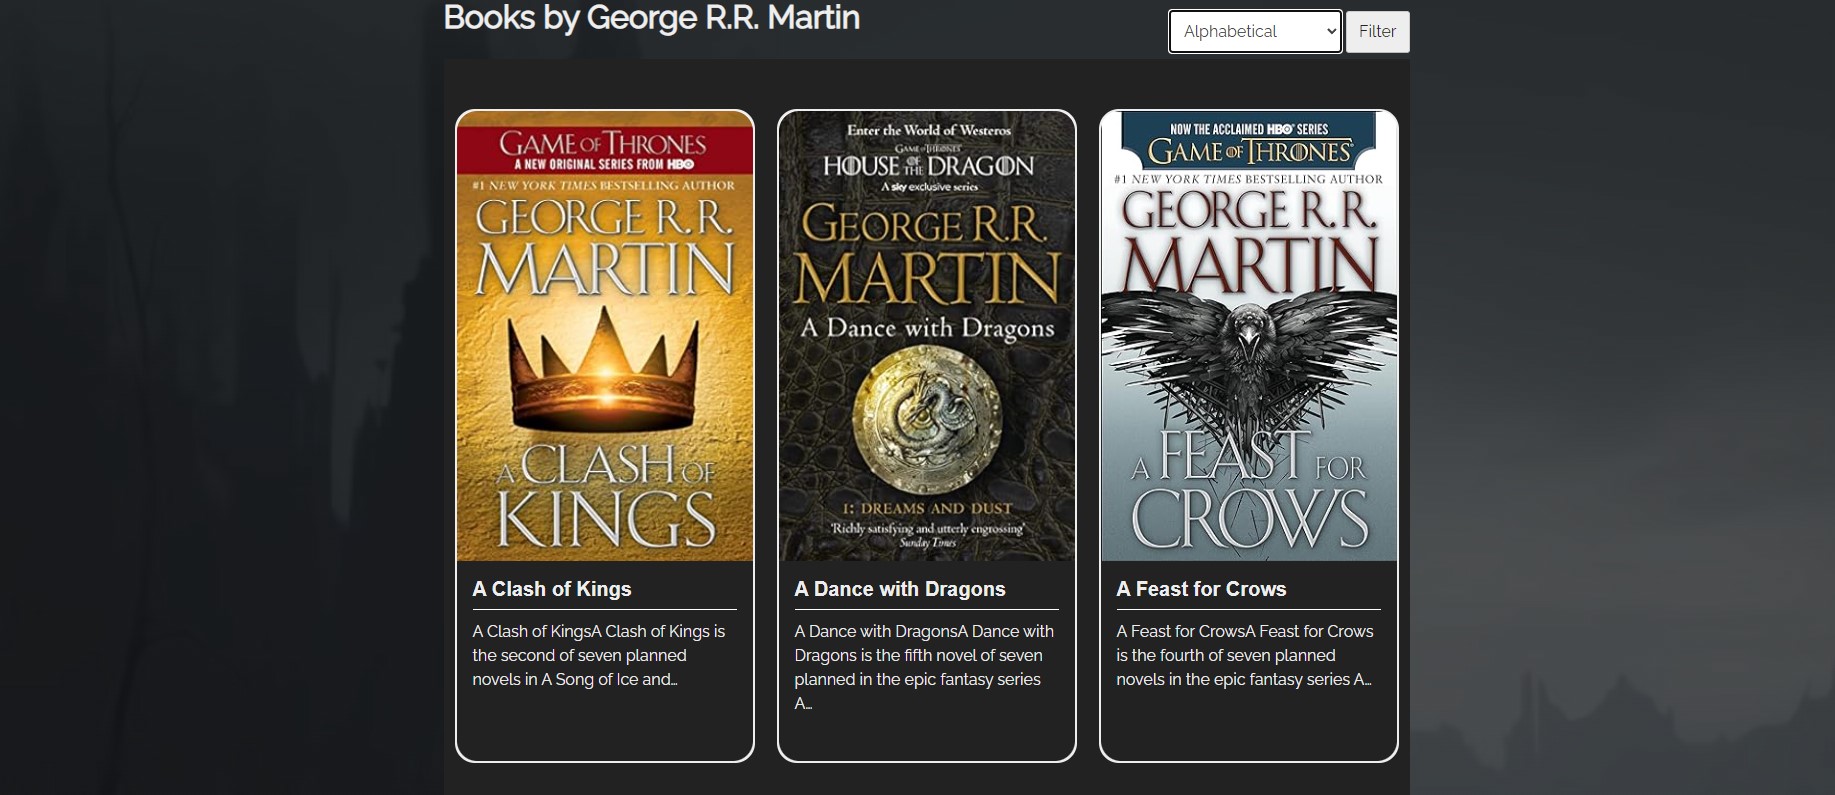 Books by George R.R. Martin
Alphabetical
Filter
GAME OF THRONES
A NEW ORIGINAL SERIES FROM HBO
#1 NEW YORK TIMES BESTSELLING AUTHOR
GEORGE R.R.
MARTIN
A CLASH OF
KINGS
A Clash of Kings
A Clash of KingsA Clash of Kings is
the second of seven planned
novels in A Song of Ice and...
Enter the World of Westeros
GAME OF THRONES
HOUSE OF THE DRAGON
A sky exclusive series
GEORGE R.R.
MARTIN
A Dance with Dragons
1: DREAMS AND DUST
'Richly satisfying and utterly engrossing'
Sunday Times
A Dance with Dragons
A Dance with DragonsA Dance with
Dragons is the fifth novel of seven
planned in the epic fantasy series
A...
NOW THE ACCLAIMED HBO® SERIES
GAME OF THRONES®
#1 NEW YORK TIMES BESTSELLING AUTHOR
GEORGE R.R.
MARTIN
A FEAST FOR
CROWS
A Feast for Crows
A Feast for CrowsA Feast for Crows
is the fourth of seven planned
novels in the epic fantasy series A...